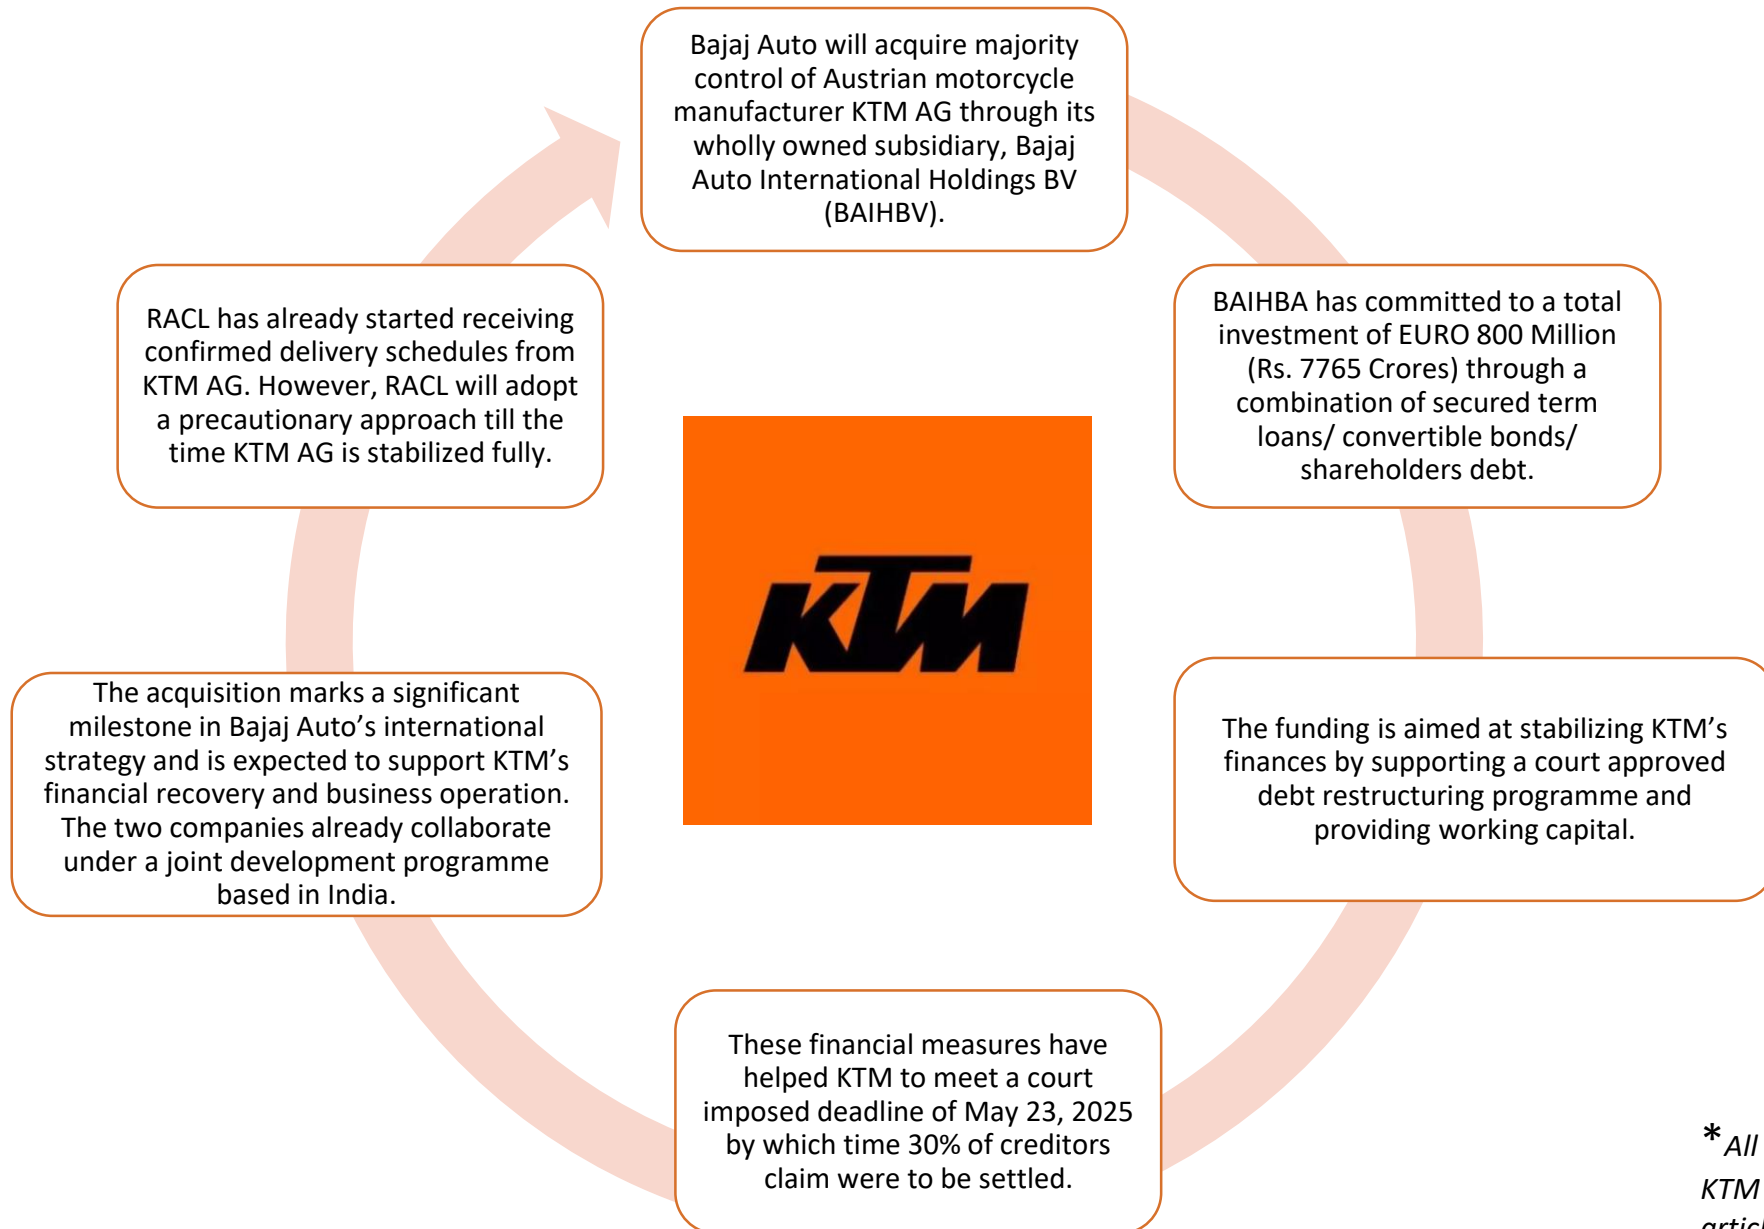 Bajaj Auto will acquire majority
control of Austrian motorcycle
manufacturer KTM AG through its
wholly owned subsidiary, Bajaj
Auto International Holdings BV
(BAIHBV).
BAIHBA has committed to a total
investment of EURO 800 Million
(Rs. 7765 Crores) through a
combination of secured term
loans/ convertible bonds/
shareholders debt.
The funding is aimed at stabilizing KTM’s
finances by supporting a court approved
debt restructuring programme and
providing working capital.
These financial measures have
helped KTM to meet a court
imposed deadline of May 23, 2025
by which time 30% of creditors
claim were to be settled.
The acquisition marks a significant
milestone in Bajaj Auto’s international
strategy and is expected to support KTM’s
financial recovery and business operation.
The two companies already collaborate
under a joint development programme
based in India.
RACL has already started receiving
confirmed delivery schedules from
KTM AG. However, RACL will adopt
a precautionary approach till the
time KTM AG is stabilized fully.
KTM
*All
KTM